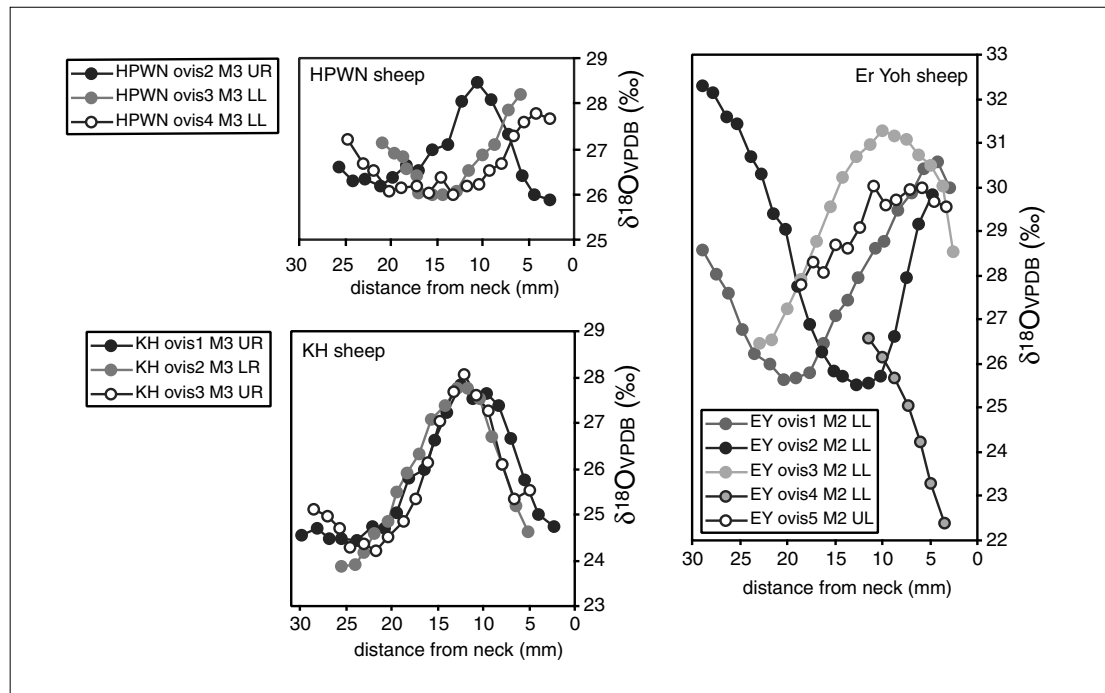 HPWN ovis2 M3 UR
HPWN ovis3 M3 LL
HPWN ovis4 M3 LL
HPWN sheep
29
28
27
26
25
δ18OVPDB (‰)
30 25 20 15 10 5 0
distance from neck (mm)
KH ovis1 M3 UR
KH ovis2 M3 LR
KH ovis3 M3 UR
KH sheep
29
28
27
26
25
24
23
δ18OVPDB (‰)
30 25 20 15 10 5 0
distance from neck (mm)
Er Yoh sheep
33
32
31
30
29
28
27
26
25
24
23
22
δ18OVPDB (‰)
EY ovis1 M2 LL
EY ovis2 M2 LL
EY ovis3 M2 LL
EY ovis4 M2 LL
EY ovis5 M2 UL
30 25 20 15 10 5 0
distance from neck (mm)